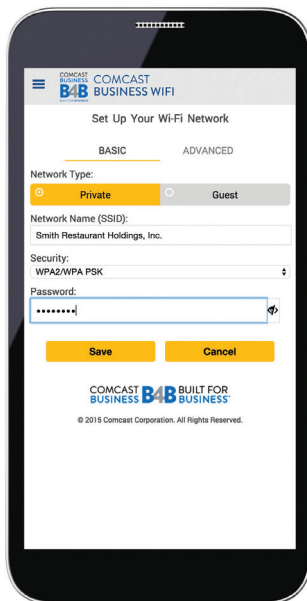 COMCAST
BUSINESS
B4B
BUILT FOR BUSINESS
COMCAST
BUSINESS WIFI
Set Up Your Wi-Fi Network
BASIC ADVANCED
Network Type:
Private Guest
Network Name (SSID):
Smith Restaurant Holdings, Inc.
Security:
WPA2/WPA PSK
Password:
••••••••
Save Cancel
COMCAST
BUSINESS
B4B
BUILT FOR
BUSINESS
© 2015 Comcast Corporation. All Rights Reserved.